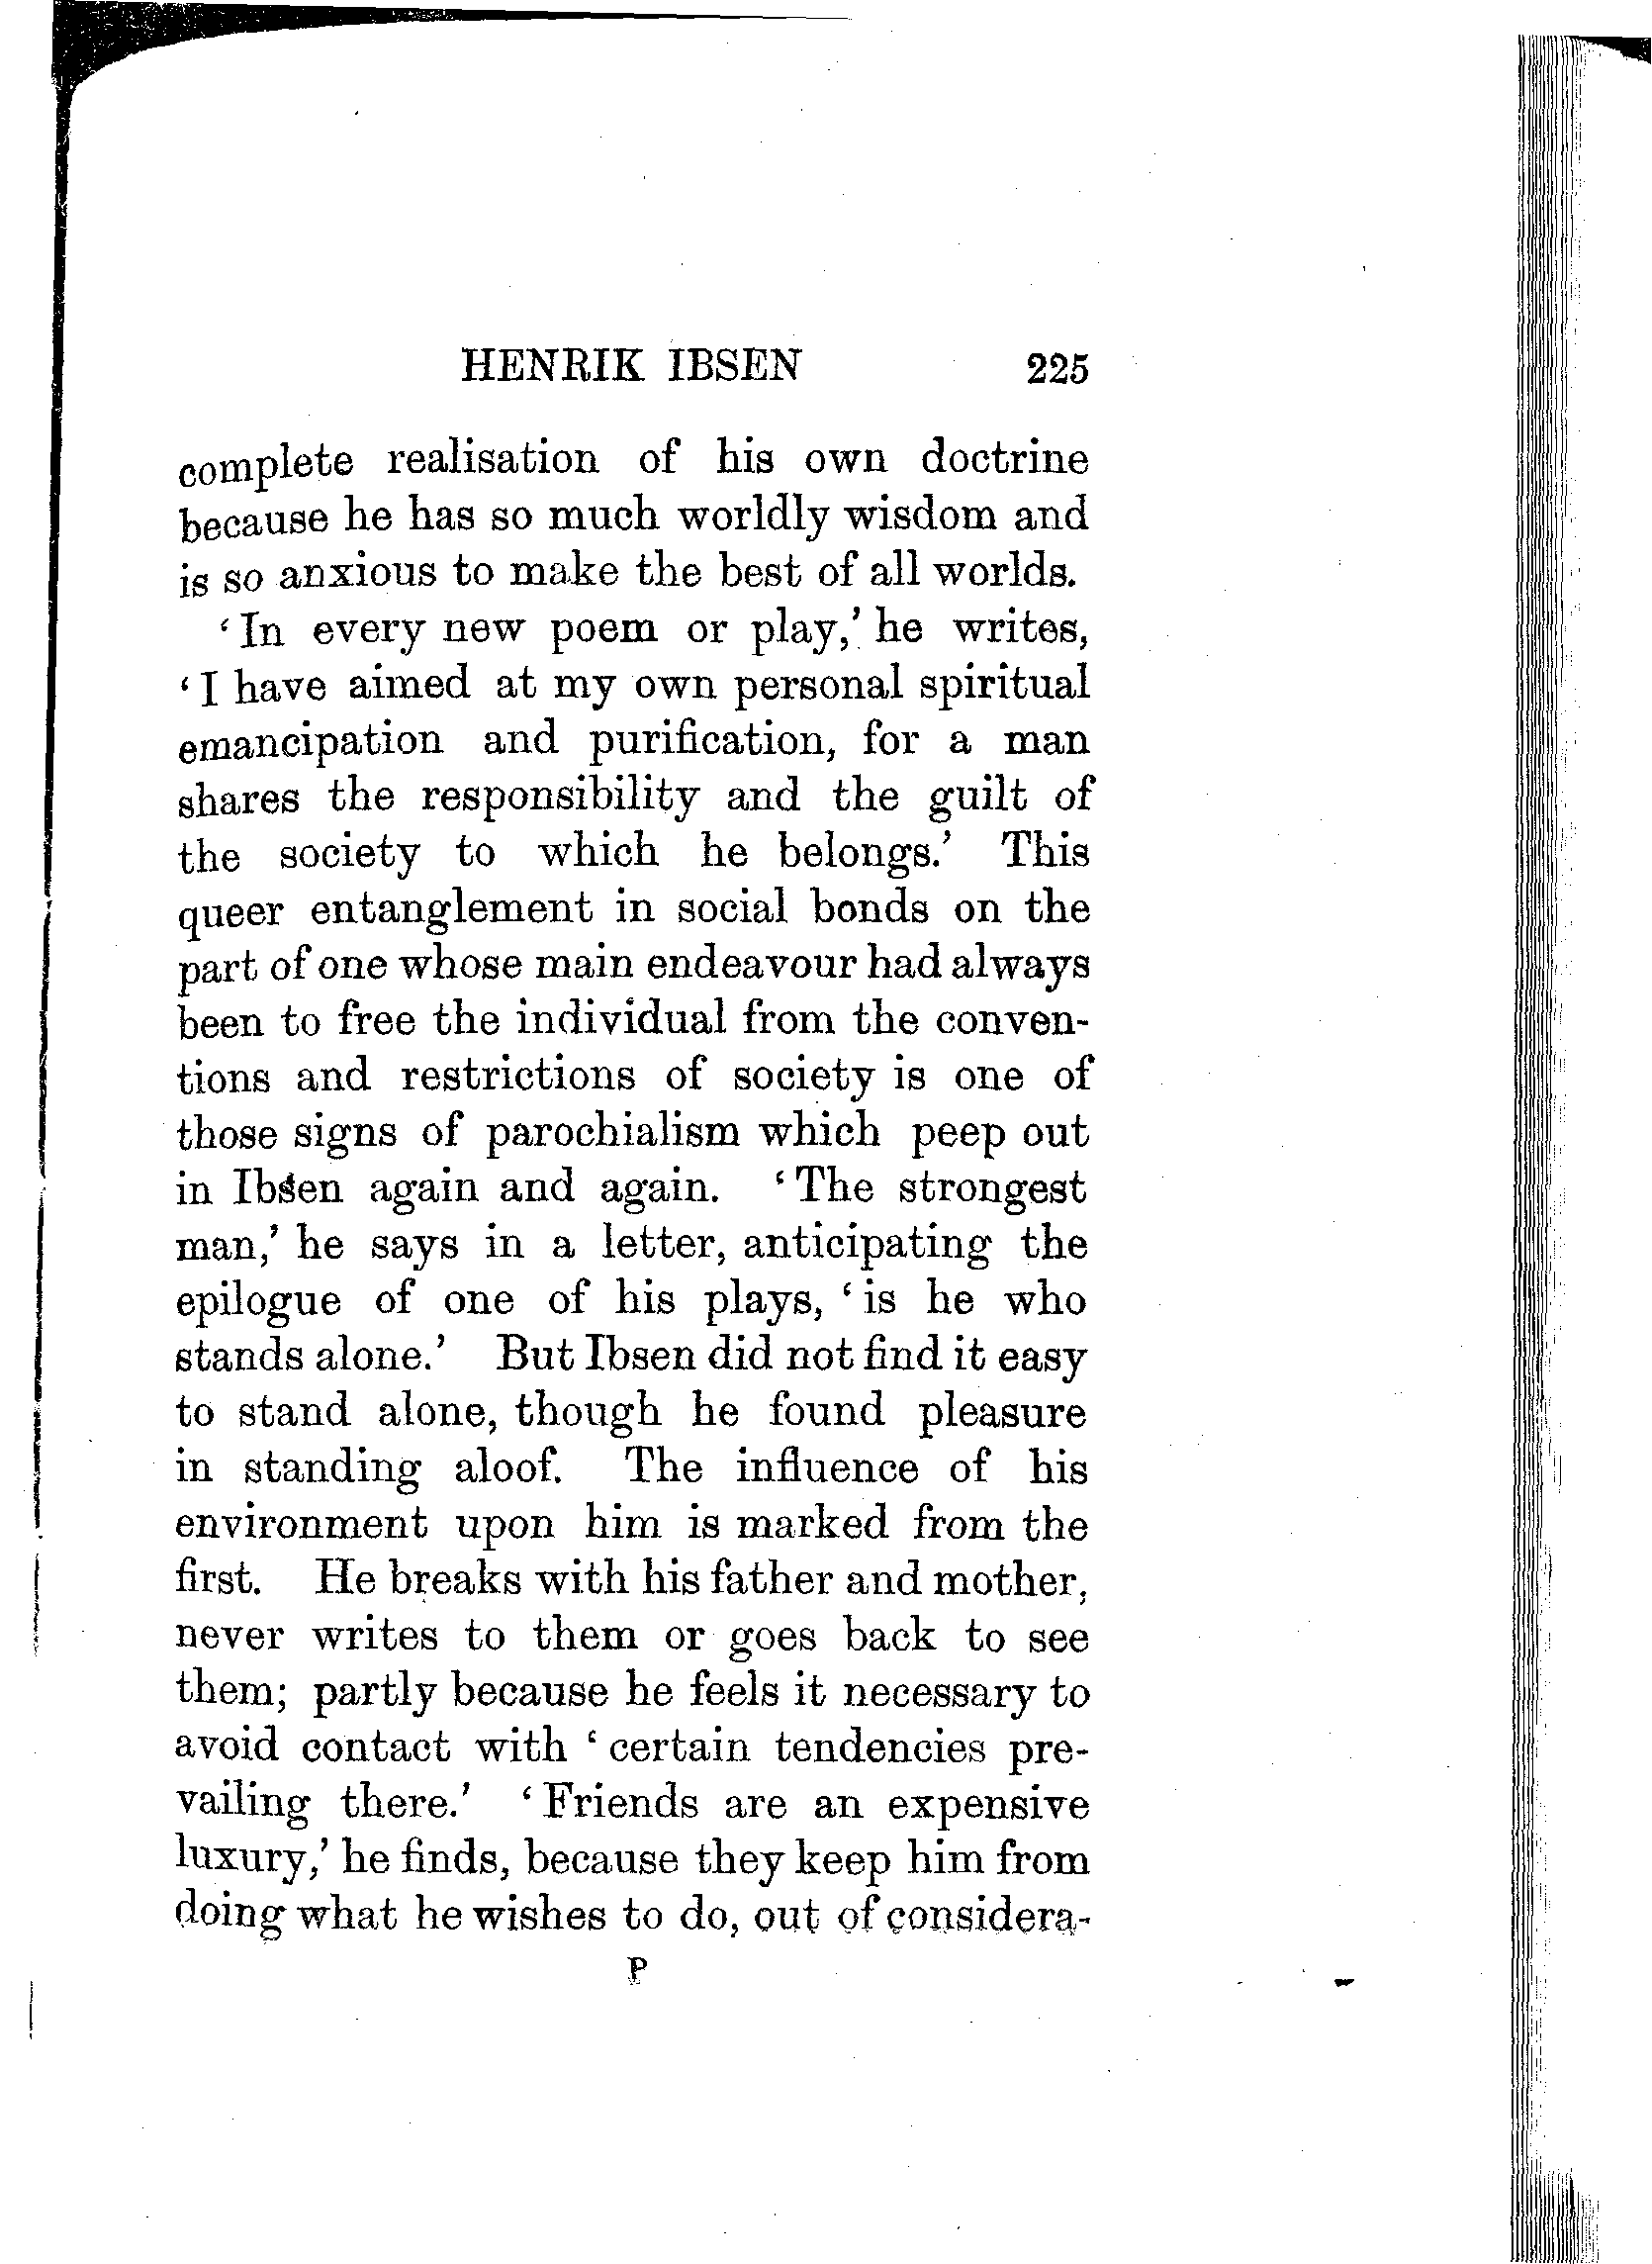 HENRIK IBSEN 225
complete realisation of his own doctrine
because he has so much worldly wisdom and
is so anxious to make the best of all worlds.
‘In every new poem or play,’ he writes,
‘I have aimed at my own personal spiritual
emancipation and purification, for a man
shares the responsibility and the guilt of
the society to which he belongs.’ This
queer entanglement in social bonds on the
part of one whose main endeavour had always
been to free the individual from the conven-
tions and restrictions of society is one of
those signs of parochialism which peep out
in Ibsen again and again. ‘The strongest
man,’ he says in a letter, anticipating the
epilogue of one of his plays, ‘is he who
stands alone.’ But Ibsen did not find it easy
to stand alone, though he found pleasure
in standing aloof. The influence of his
environment upon him is marked from the
first. He breaks with his father and mother,
never writes to them or goes back to see
them; partly because he feels it necessary to
avoid contact with ‘certain tendencies pre-
vailing there.’ ‘Friends are an expensive
luxury,’ he finds, because they keep him from
doing what he wishes to do, out of considera-
P